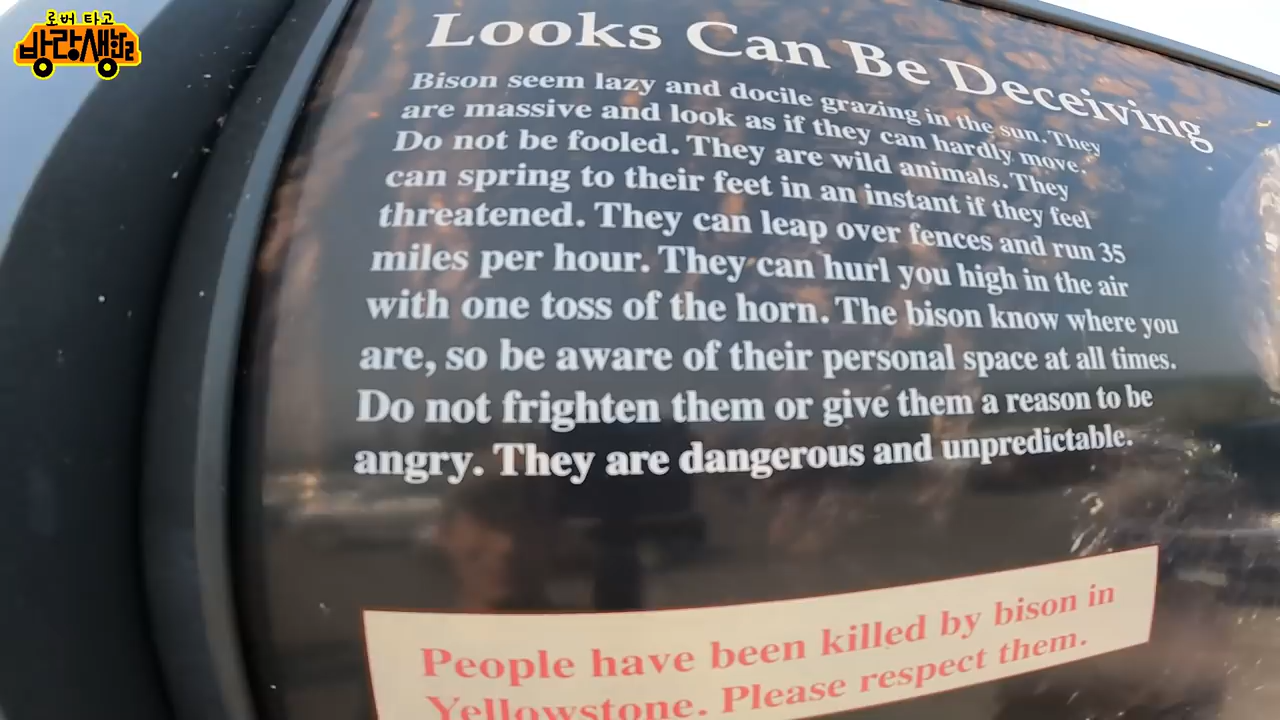 로버 타고
바람새날
Looks Can Be Deceiving
Bison seem lazy and docile grazing in the sun. They
are massive and look as if they can hardly move.
Do not be fooled. They are wild animals. They
can spring to their feet in an instant if they feel
threatened. They can leap over fences and run 35
miles per hour. They can hurl you high in the air
with one toss of the horn. The bison know where you
are, so be aware of their personal space at all times.
Do not frighten them or give them a reason to be
angry. They are dangerous and unpredictable.
People have been killed by bison in
Yellowstone. Please respect them.